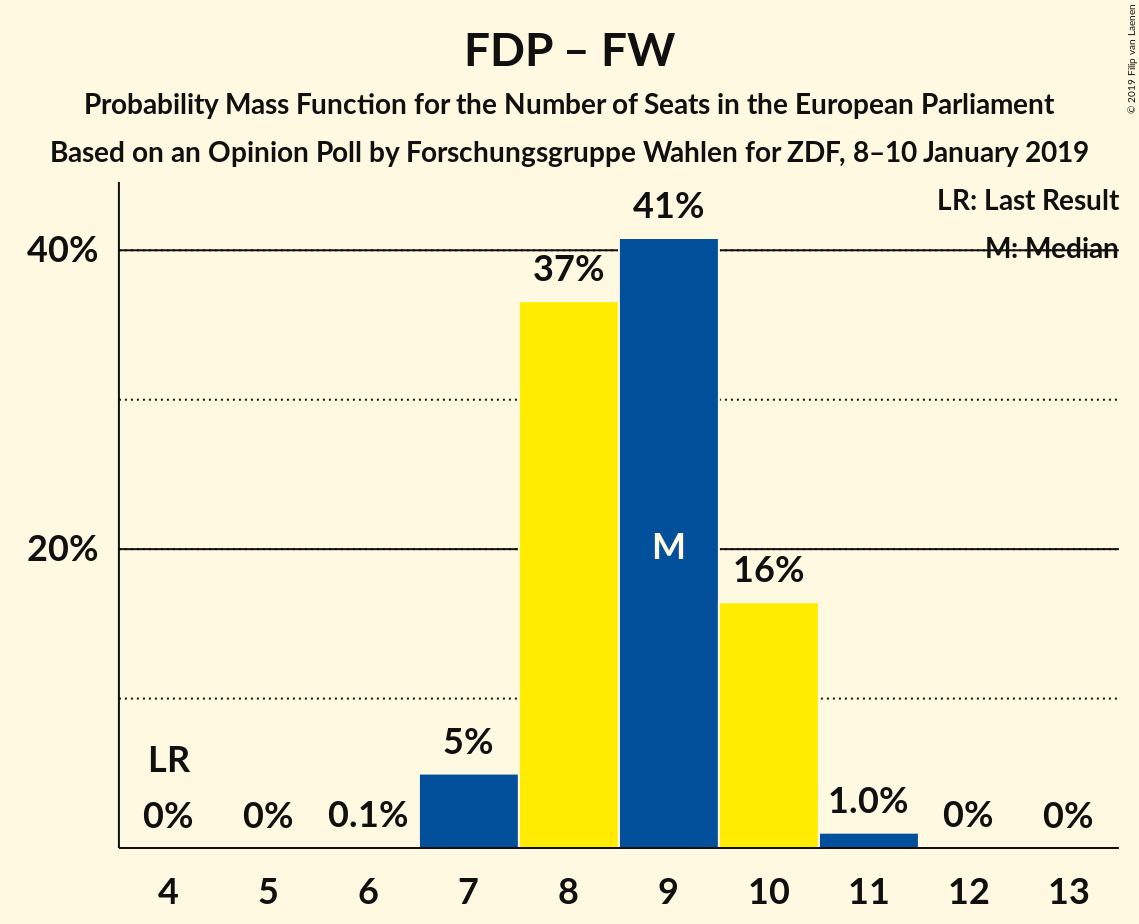 FDP – FW
Probability Mass Function for the Number of Seats in the European Parliament
Based on an Opinion Poll by Forschungsgruppe Wahlen for ZDF, 8–10 January 2019
© 2019 Filip van Laenen
LR: Last Result
M: Median
40%
20%
LR
0%
0%
0.1%
5%
37%
41%
M
16%
1.0%
0%
0%
4 5 6 7 8 9 10 11 12 13